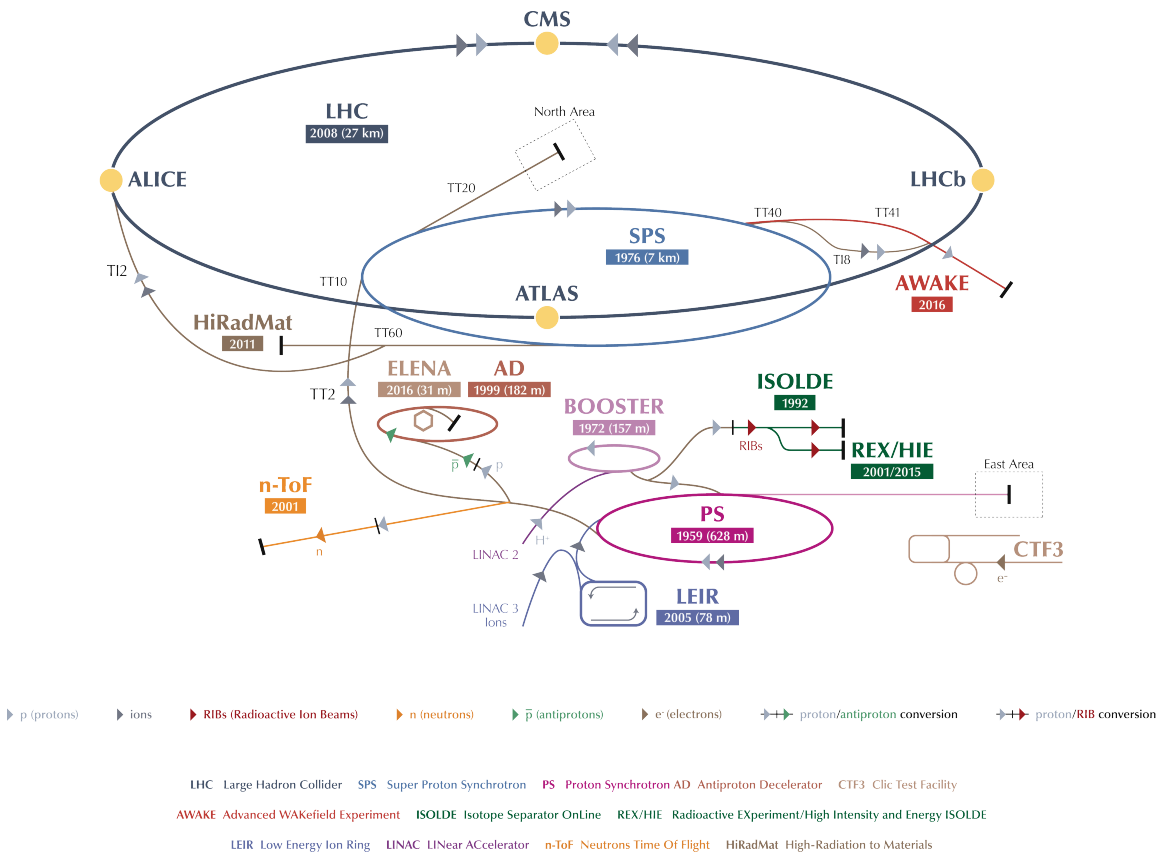 CMS
LHC
2008 (27 km)
North Area
ALICE
LHCb
TT20
TT40
TT41
SPS
1976 (7 km)
TI8
TI2
TT10
AWAKE
2016
ATLAS
HiRadMat
2011
TT60
ELENA
2016 (31 m)
AD
1999 (182 m)
TT2
ISOLDE
1992
BOOSTER
1972 (157 m)
RIBs
REX/HIE
2001/2015
p̅
p
East Area
n-ToF
2001
PS
1959 (628 m)
n
H+
LINAC 2
CTF3
e-
LEIR
2005 (78 m)
LINAC 3
Ions
p (protons) ions RIBs (Radioactive Ion Beams) n (neutrons) p̅ (antiprotons) e- (electrons) proton/antiproton conversion proton/RIB conversion
LHC Large Hadron Collider SPS Super Proton Synchrotron PS Proton Synchrotron AD Antiproton Decelerator CTF3 Clic Test Facility
AWAKE Advanced WAKefield Experiment ISOLDE Isotope Separator OnLine REX/HIE Radioactive EXperiment/High Intensity and Energy ISOLDE
LEIR Low Energy Ion Ring LINAC LINear ACcelerator n-ToF Neutrons Time Of Flight HiRadMat High-Radiation to Materials